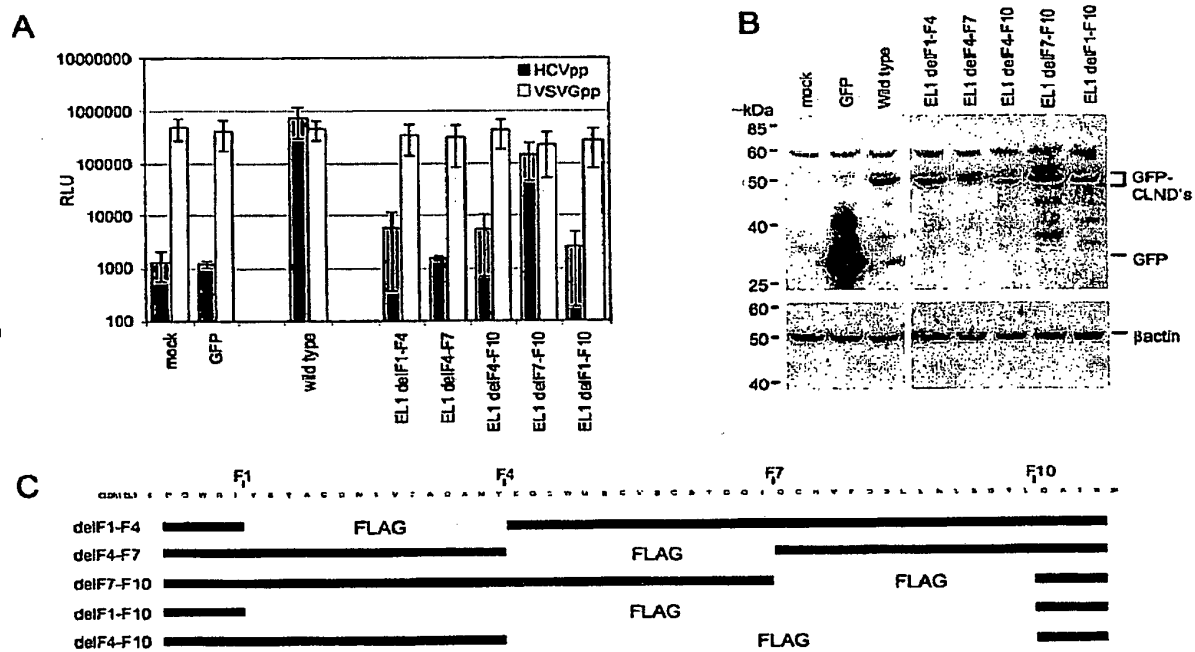 A
10000000
1000000
100000
10000
1000
100
RLU
HCVpp
VSVGpp
mock
GFP
wild type
EL1 delF1-F4
EL1 delF4-F7
EL1 delF4-F10
EL1 delF7-F10
EL1 delF1-F10
B
mock
GFP
Wild type
EL1 delF1-F4
EL1 delF4-F7
EL1 delF4-F10
EL1 delF7-F10
EL1 delF1-F10
~kDa
85-
60-
50-
40-
25-
GFP-
CLND's
GFP
60-
50-
40-
βactin
C
F1
F4
F7
F10
delF1-F4
FLAG
delF4-F7
FLAG
delF7-F10
FLAG
delF1-F10
FLAG
delF4-F10
FLAG